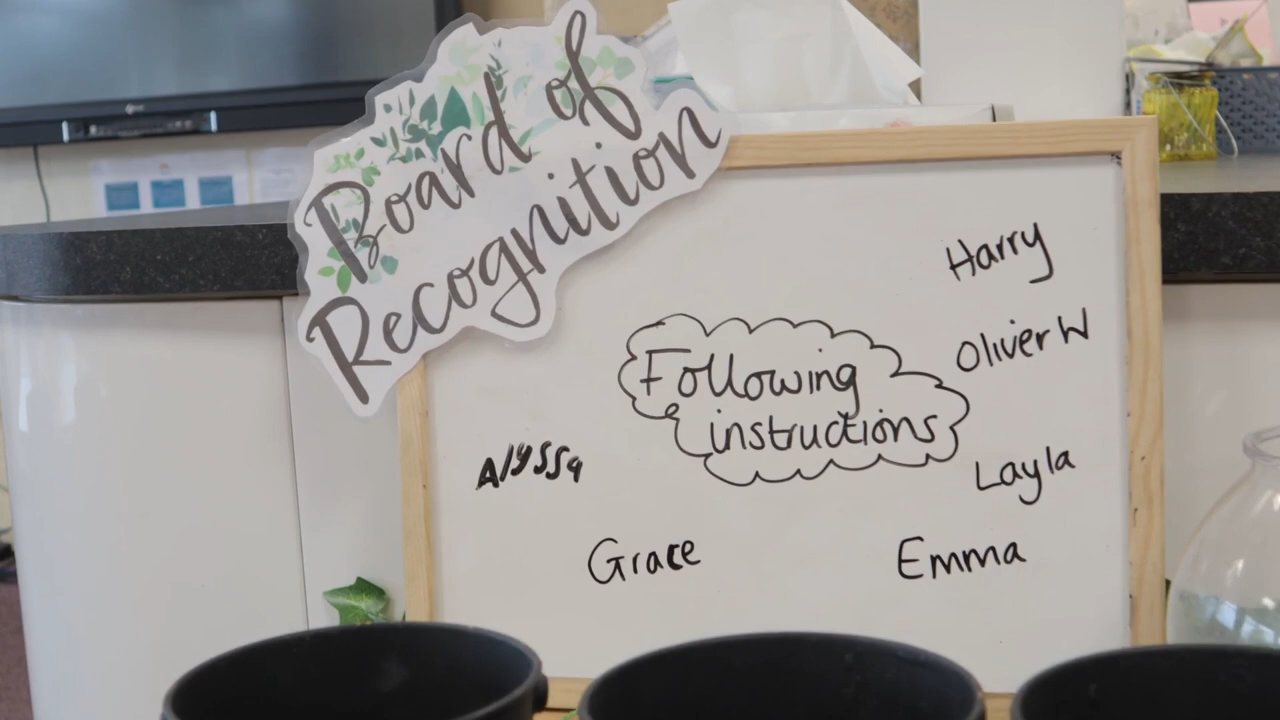 Board of
Recognition
Harry
Oliver W
Following
instructions
Alyssa
Layla
Grace
Emma